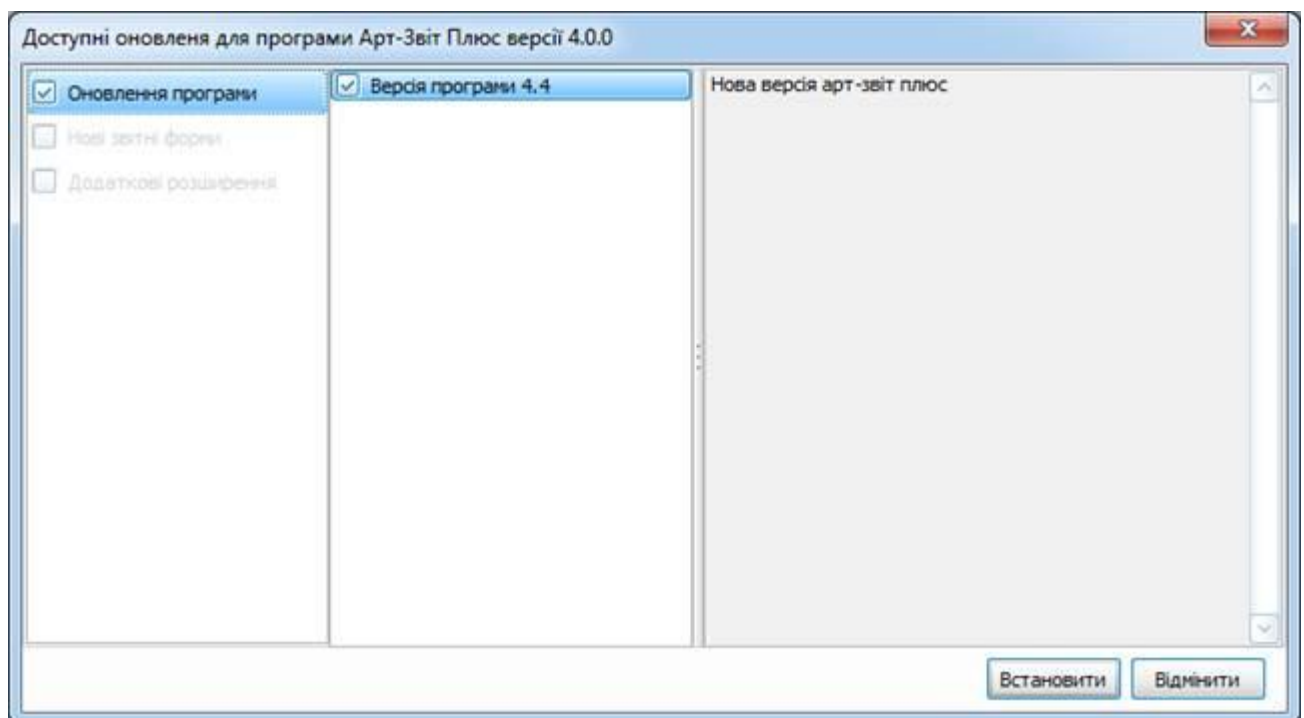 Доступні оновленя для програми Арт-Звіт Плюс версії 4.0.0
Оновлення програми
Версія програми 4.4
Нова версія арт-звіт плюс
Нові звітні форми
Додаткові розширення
Встановити
Відмінити